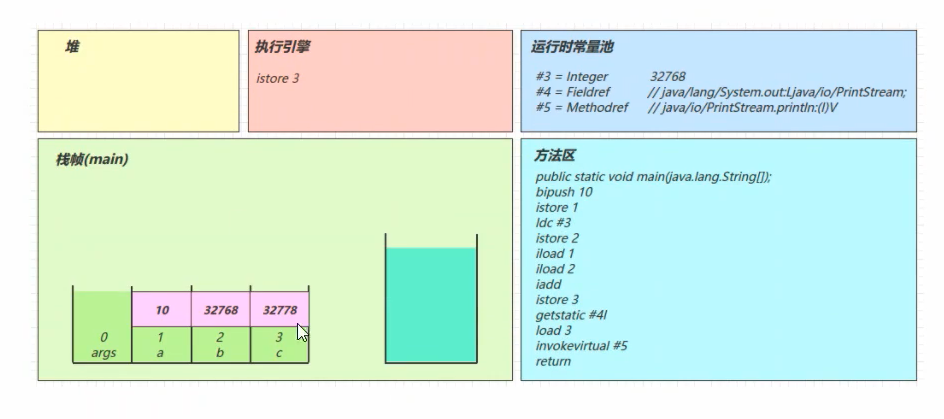 堆
执行引擎
istore 3
运行时常量池
#3 = Integer 32768
#4 = Fieldref // java/lang/System.out:Ljava/io/PrintStream;
#5 = Methodref // java/io/PrintStream.println:(I)V
栈帧(main)
10 32768 32778
0 1 2 3
args a b c
方法区
public static void main(java.lang.String[]);
bipush 10
istore 1
ldc #3
istore 2
iload 1
iload 2
iadd
istore 3
getstatic #4l
load 3
invokevirtual #5
return